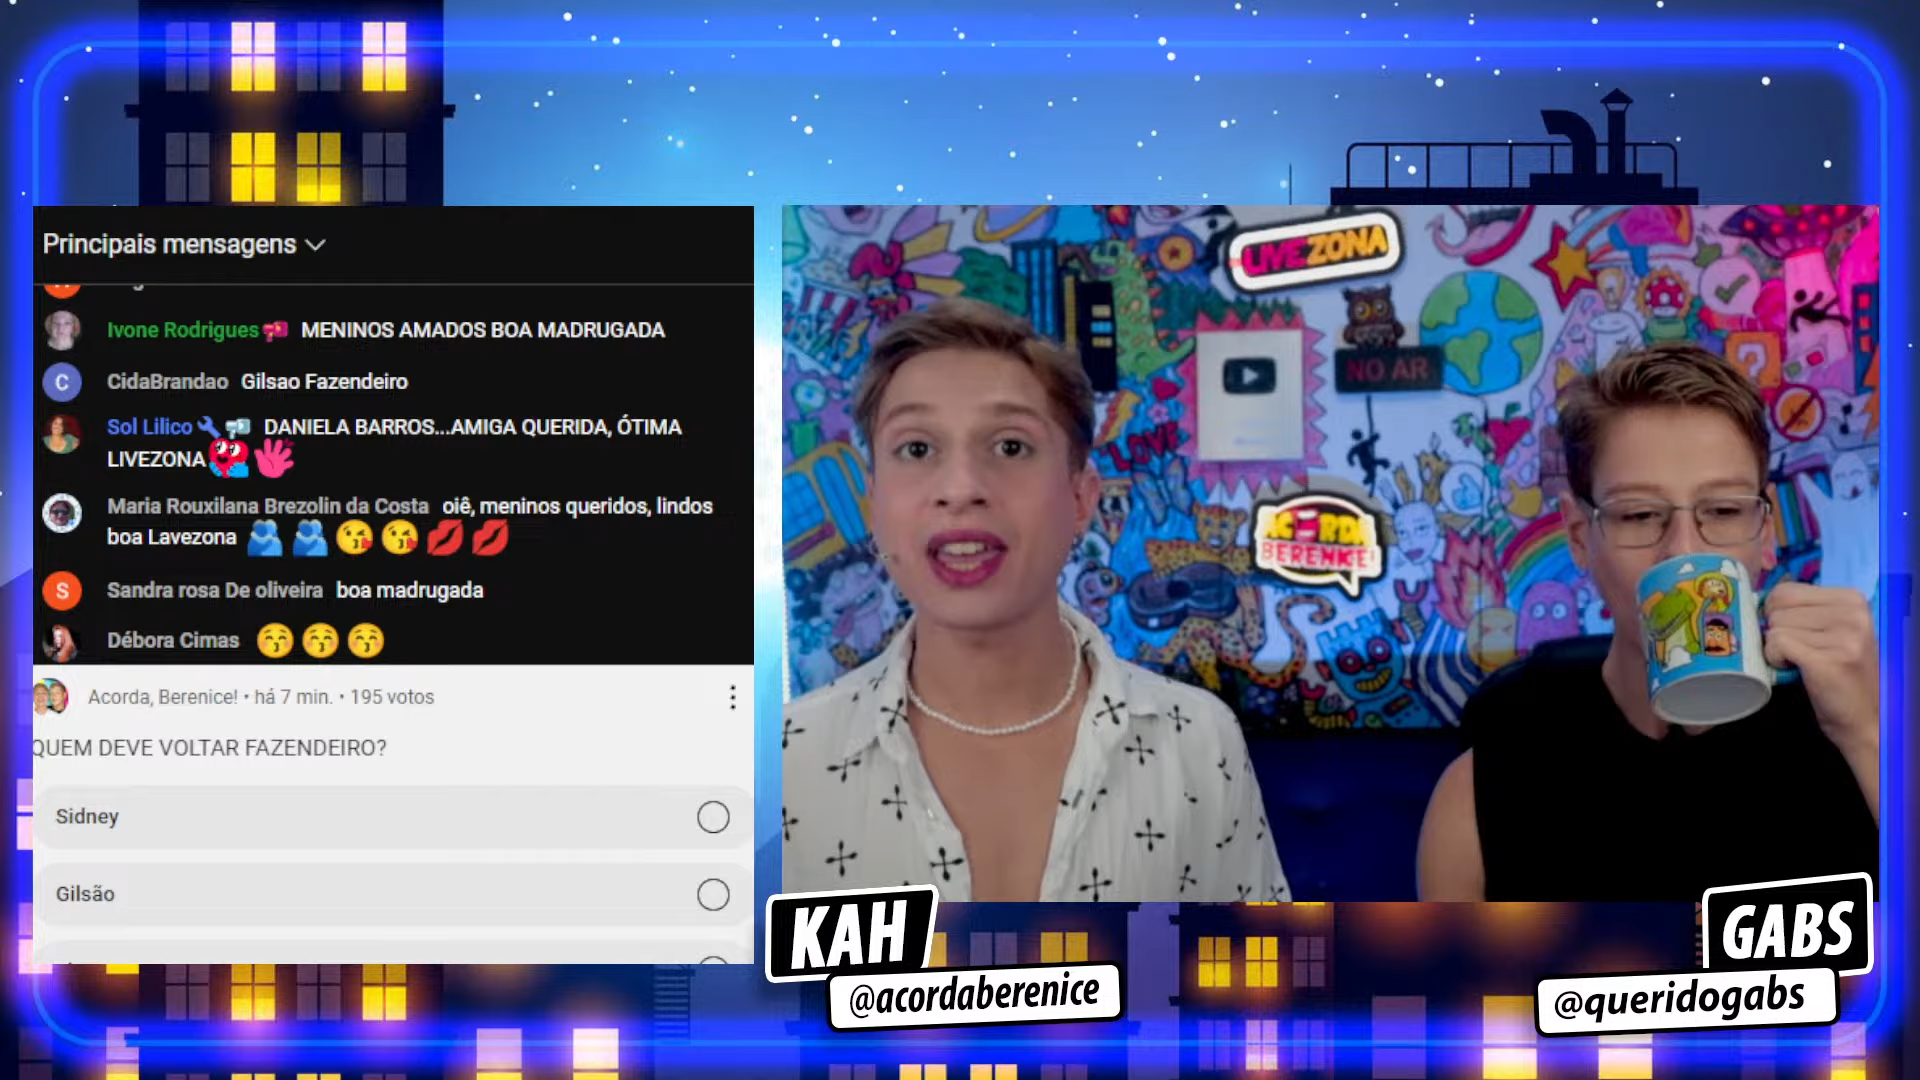 Principais mensagens
Ivone Rodrigues MENINOS AMADOS BOA MADRUGADA
C CidaBrandao Gilsao Fazendeiro
Sol Lilico DANIELA BARROS...AMIGA QUERIDA, ÓTIMA
LIVEZONA
Maria Rouxilana Brezolin da Costa oiê, meninos queridos, lindos
boa Lavezona
S Sandra rosa De oliveira boa madrugada
Débora Cimas
Acorda, Berenice! • há 7 min. • 195 votos
QUEM DEVE VOLTAR FAZENDEIRO?
Sidney
Gilsão
LIVEZONA
NO AR
LOVE
ACORDA
BERENICE!
KAH
@acordaberenice
GABS
@queridogabs